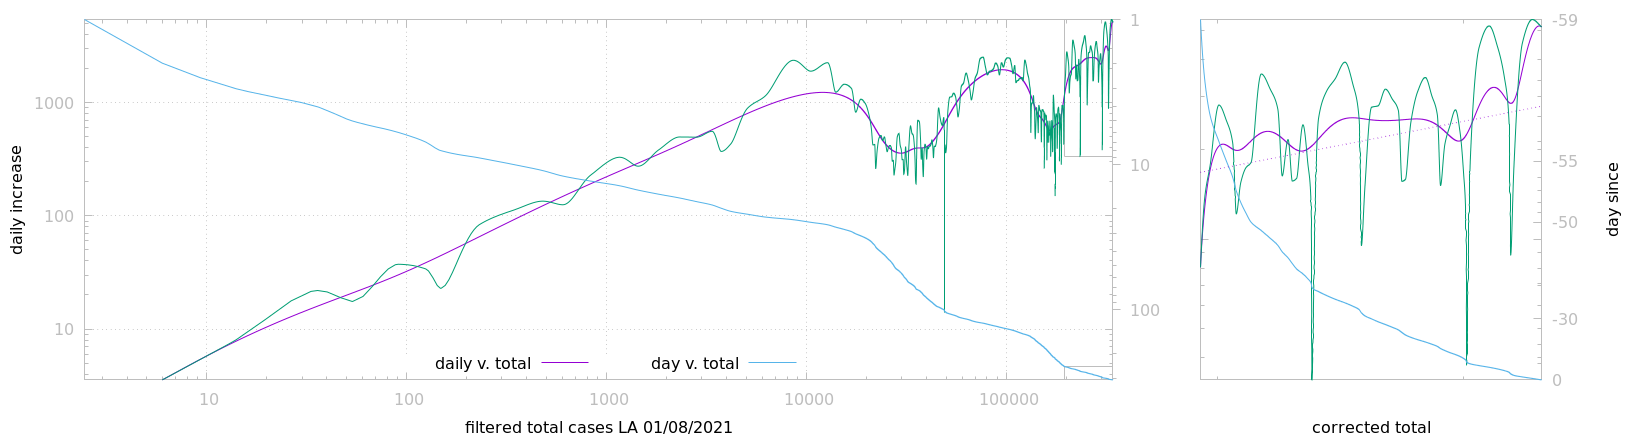 daily increase
1000
100
10
10
100
1000
10000
100000
filtered total cases LA 01/08/2021
daily v. total
day v. total
1
10
100
-59
-55
-50
-30
0
day since
corrected total